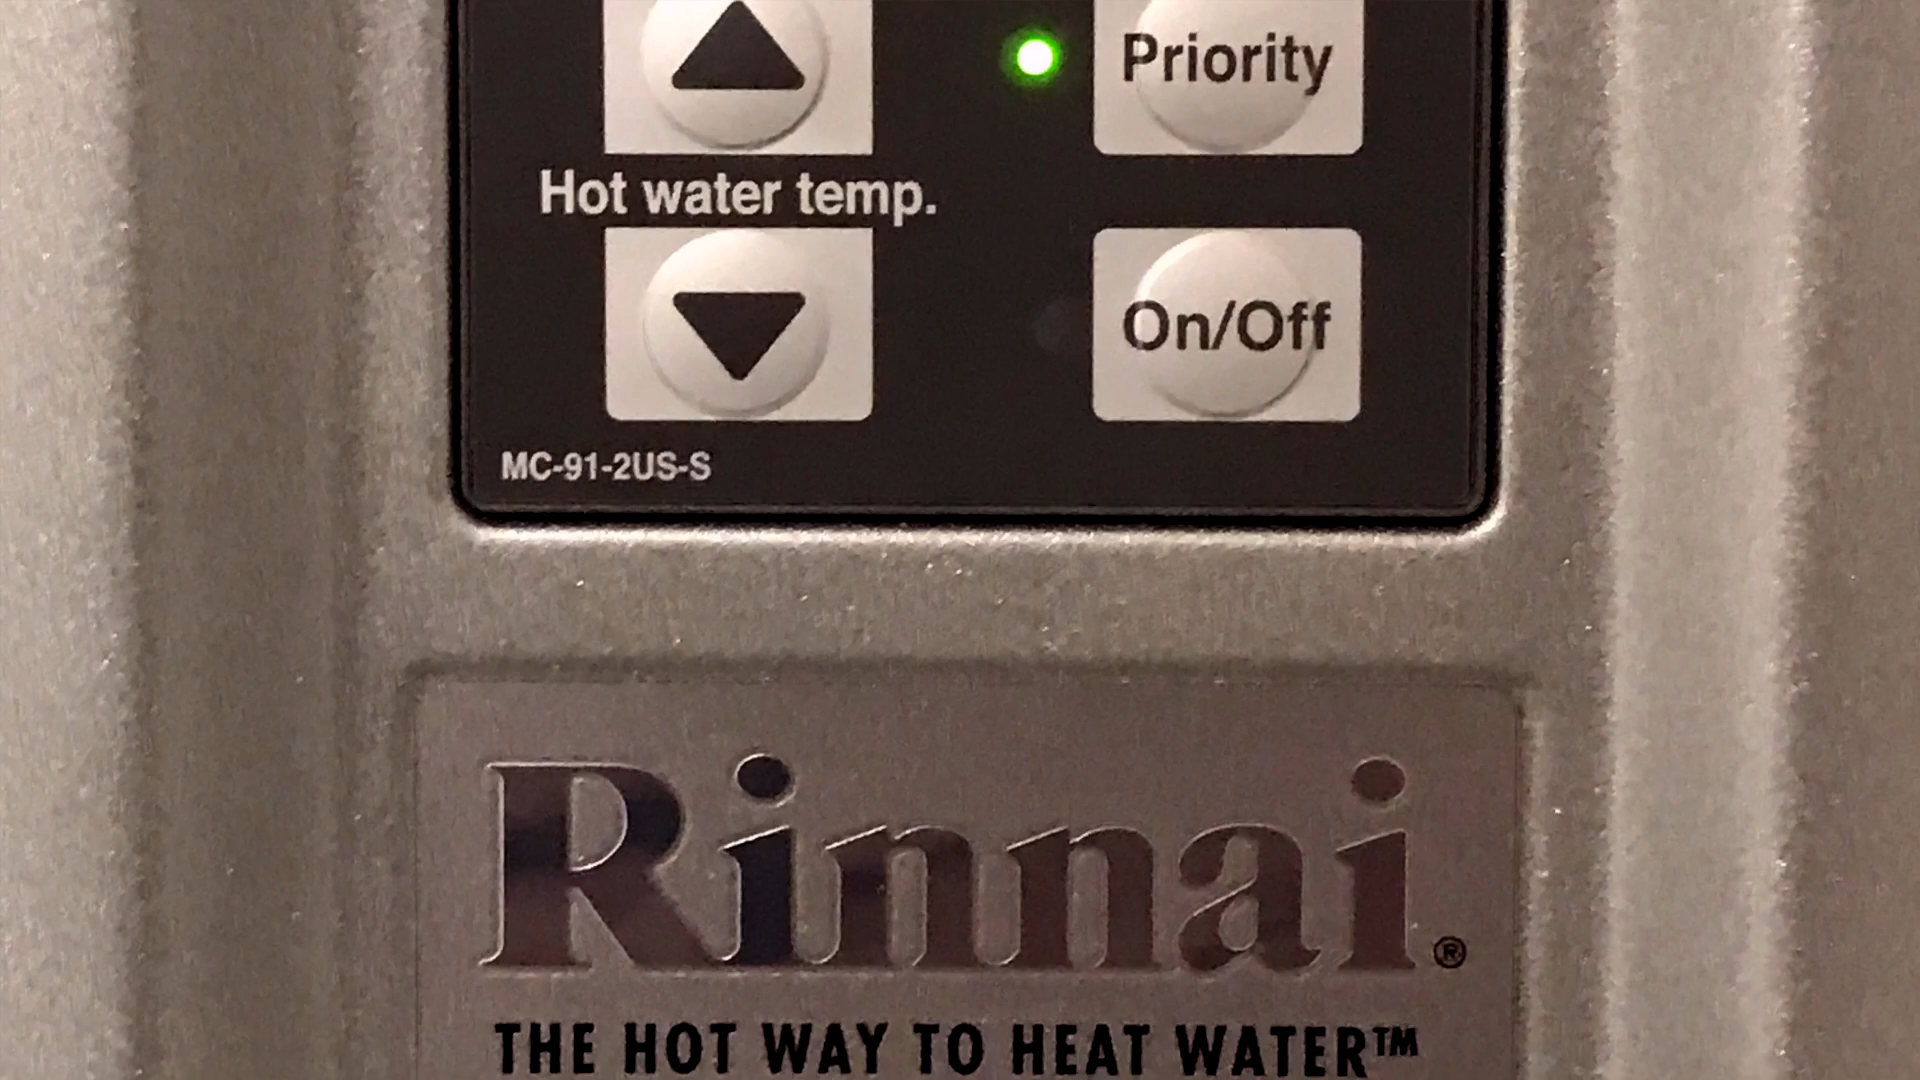 Priority
Hot water temp.
On/Off
MC-91-2US-S
Rinnai®
THE HOT WAY TO HEAT WATER™